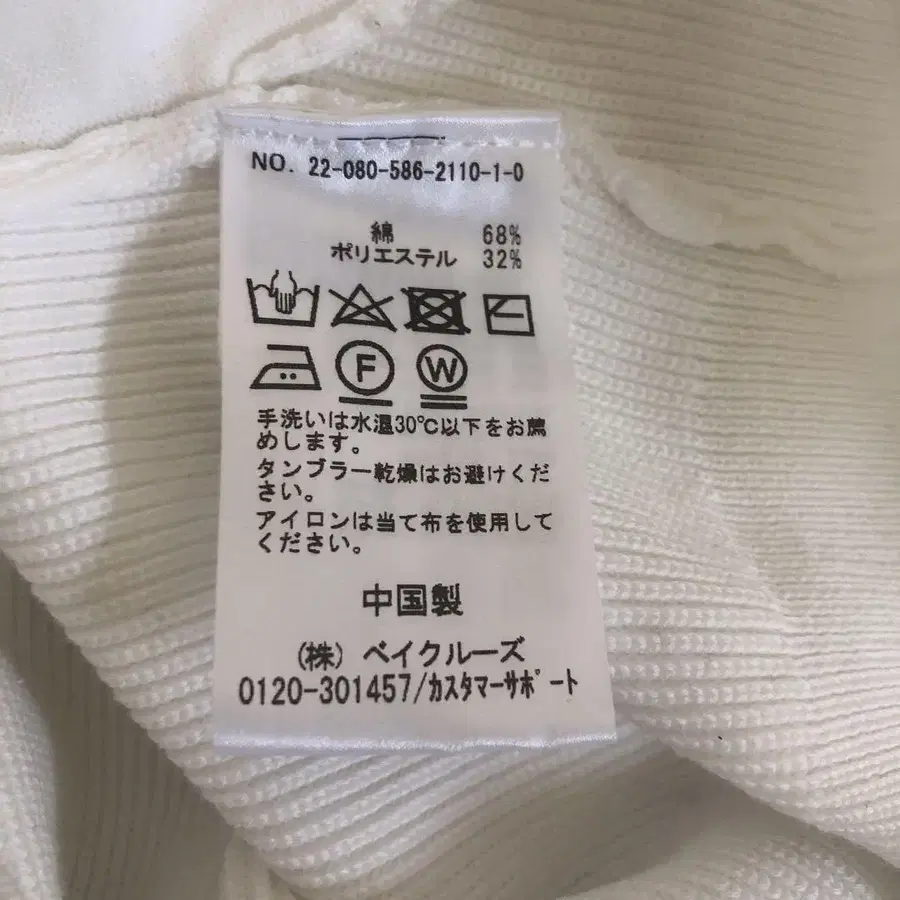 NO. 22-080-586-2110-1-0
綿 68%
ポリエステル 32%
F W
手洗いは水温30℃以下をお薦
めします。
タンブラー乾燥はお避けくだ
さい。
アイロンは当て布を使用して
ください。
中国製
(株) ベイクルーズ
0120-301457/カスタマーサポート